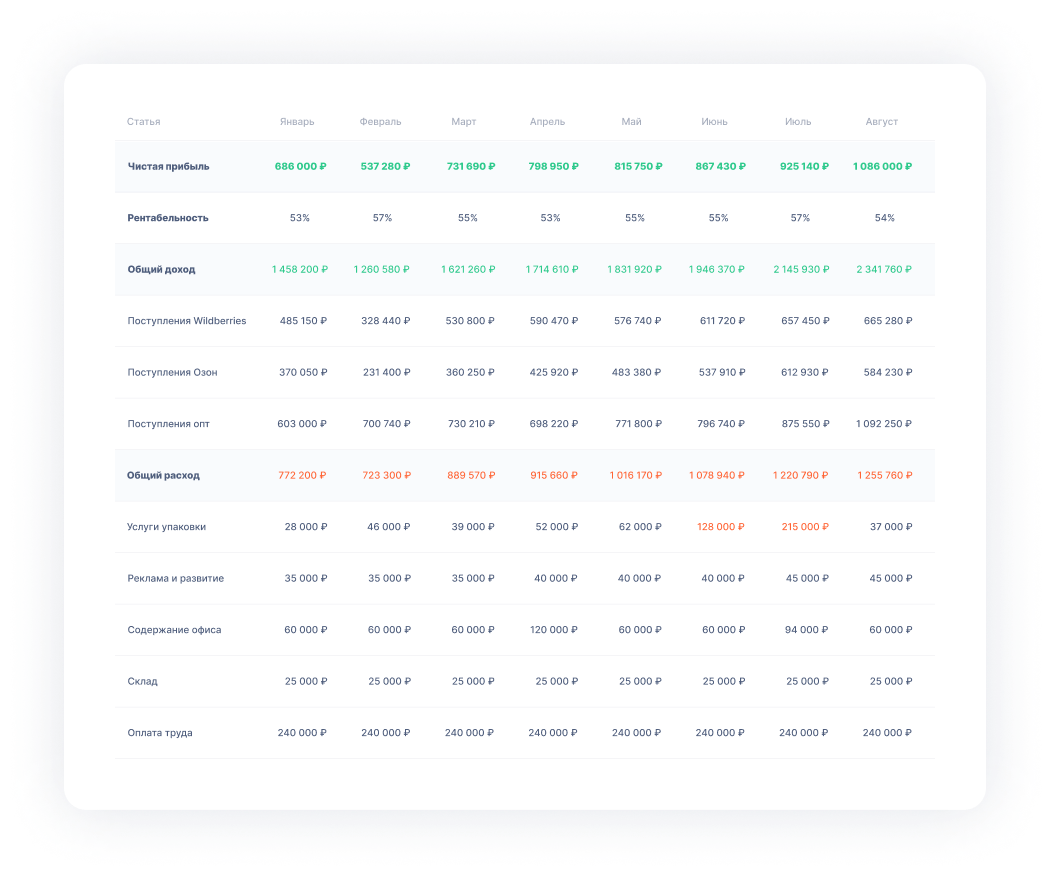 Статья Январь Февраль Март Апрель Май Июнь Июль Август
Чистая прибыль 686 000 ₽ 537 280 ₽ 731 690 ₽ 798 950 ₽ 815 750 ₽ 867 430 ₽ 925 140 ₽ 1 086 000 ₽
Рентабельность 53% 57% 55% 53% 55% 55% 57% 54%
Общий доход 1 458 200 ₽ 1 260 580 ₽ 1 621 260 ₽ 1 714 610 ₽ 1 831 920 ₽ 1 946 370 ₽ 2 145 930 ₽ 2 341 760 ₽
Поступления Wildberries 485 150 ₽ 328 440 ₽ 530 800 ₽ 590 470 ₽ 576 740 ₽ 611 720 ₽ 657 450 ₽ 665 280 ₽
Поступления Озон 370 050 ₽ 231 400 ₽ 360 250 ₽ 425 920 ₽ 483 380 ₽ 537 910 ₽ 612 930 ₽ 584 230 ₽
Поступления опт 603 000 ₽ 700 740 ₽ 730 210 ₽ 698 220 ₽ 771 800 ₽ 796 740 ₽ 875 550 ₽ 1 092 250 ₽
Общий расход 772 200 ₽ 723 300 ₽ 889 570 ₽ 915 660 ₽ 1 016 170 ₽ 1 078 940 ₽ 1 220 790 ₽ 1 255 760 ₽
Услуги упаковки 28 000 ₽ 46 000 ₽ 39 000 ₽ 52 000 ₽ 62 000 ₽ 128 000 ₽ 215 000 ₽ 37 000 ₽
Реклама и развитие 35 000 ₽ 35 000 ₽ 35 000 ₽ 40 000 ₽ 40 000 ₽ 40 000 ₽ 45 000 ₽ 45 000 ₽
Содержание офиса 60 000 ₽ 60 000 ₽ 60 000 ₽ 120 000 ₽ 60 000 ₽ 60 000 ₽ 94 000 ₽ 60 000 ₽
Склад 25 000 ₽ 25 000 ₽ 25 000 ₽ 25 000 ₽ 25 000 ₽ 25 000 ₽ 25 000 ₽ 25 000 ₽
Оплата труда 240 000 ₽ 240 000 ₽ 240 000 ₽ 240 000 ₽ 240 000 ₽ 240 000 ₽ 240 000 ₽ 240 000 ₽